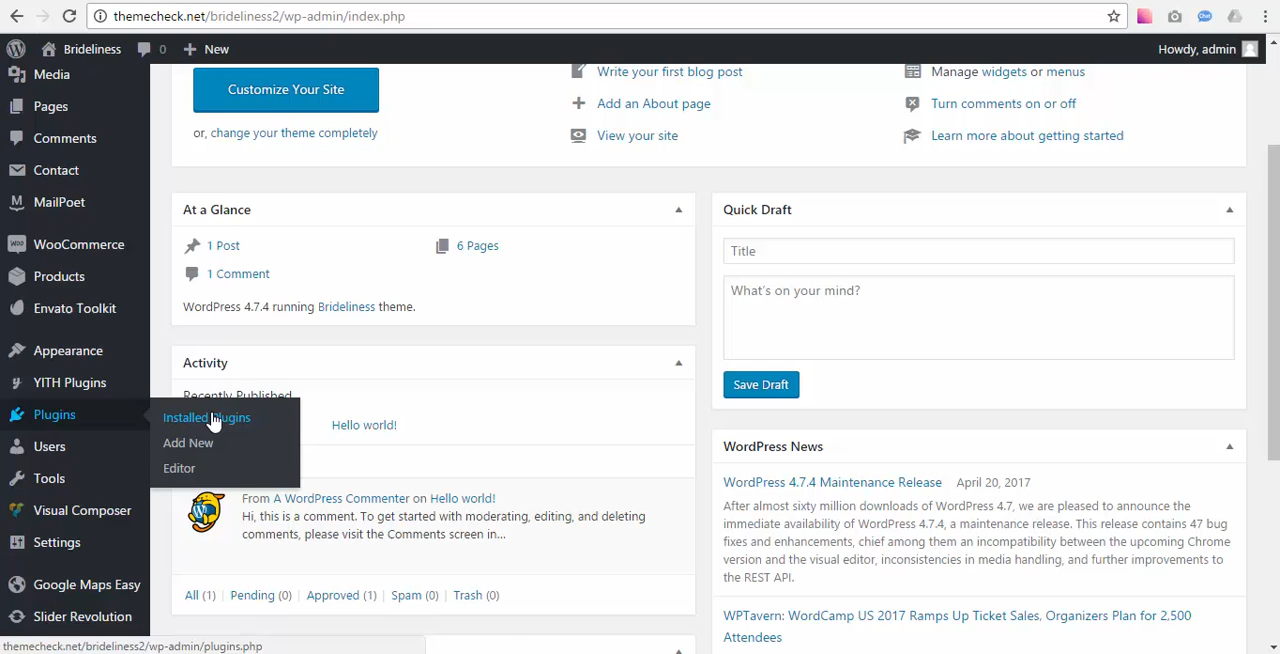 themecheck.net/brideliness2/wp-admin/index.php
Brideliness 0 New Howdy, admin
Media
Pages
Comments
Contact
MailPoet
WooCommerce
Products
Envato Toolkit
Appearance
YITH Plugins
Plugins
Users
Tools
Visual Composer
Settings
Google Maps Easy
Slider Revolution
Installed Plugins
Add New
Editor
Customize Your Site
or, change your theme completely
Write your first blog post
Add an About page
View your site
Manage widgets or menus
Turn comments on or off
Learn more about getting started
At a Glance
1 Post 6 Pages
1 Comment
WordPress 4.7.4 running Brideliness theme.
Activity
Recently Published
Hello world!
From A WordPress Commenter on Hello world!
Hi, this is a comment. To get started with moderating, editing, and deleting
comments, please visit the Comments screen in...
All (1) | Pending (0) | Approved (1) | Spam (0) | Trash (0)
Quick Draft
Title
What's on your mind?
Save Draft
WordPress News
WordPress 4.7.4 Maintenance Release April 20, 2017
After almost sixty million downloads of WordPress 4.7, we are pleased to announce the
immediate availability of WordPress 4.7.4, a maintenance release. This release contains 47 bug
fixes and enhancements, chief among them an incompatibility between the upcoming Chrome
version and the visual editor, inconsistencies in media handling, and further improvements to
the REST API.
WPTavern: WordCamp US 2017 Ramps Up Ticket Sales, Organizers Plan for 2,500
Attendees
themecheck.net/brideliness2/wp-admin/plugins.php